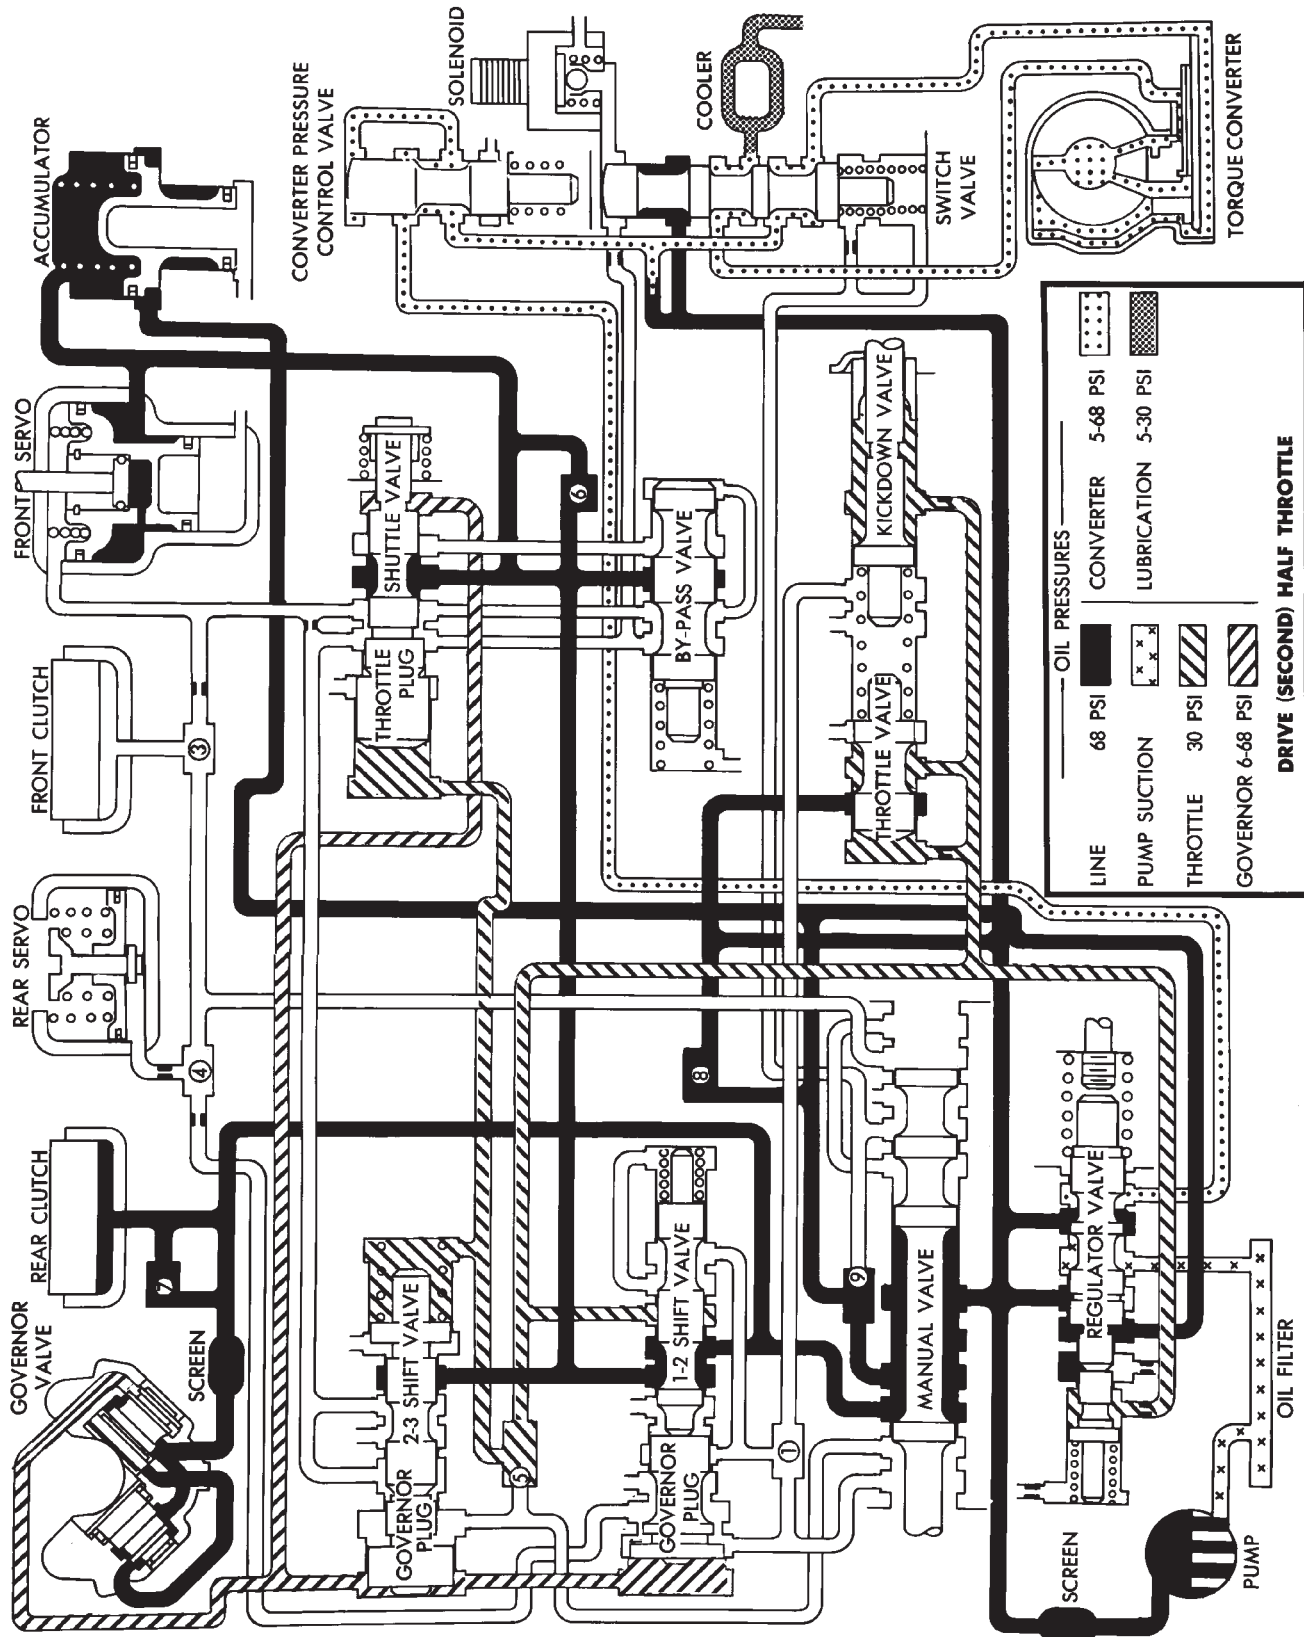 GOVERNOR
VALVE
REAR CLUTCH
REAR SERVO
FRONT CLUTCH
FRONT SERVO
ACCUMULATOR
SCREEN
7
4
3
CONVERTER PRESSURE
CONTROL VALVE
GOVERNOR
PLUG
2-3 SHIFT VALVE
THROTTLE
PLUG
SHUTTLE VALVE
SOLENOID
5
6
GOVERNOR
PLUG
1-2 SHIFT VALVE
8
BY-PASS VALVE
COOLER
1
9
MANUAL VALVE
THROTTLE VALVE
KICKDOWN VALVE
SWITCH
VALVE
SCREEN
REGULATOR VALVE
OIL PRESSURES
LINE 68 PSI CONVERTER 5-68 PSI
PUMP SUCTION LUBRICATION 5-30 PSI
THROTTLE 30 PSI
GOVERNOR 6-68 PSI
DRIVE (SECOND) HALF THROTTLE
TORQUE CONVERTER
PUMP
OIL FILTER